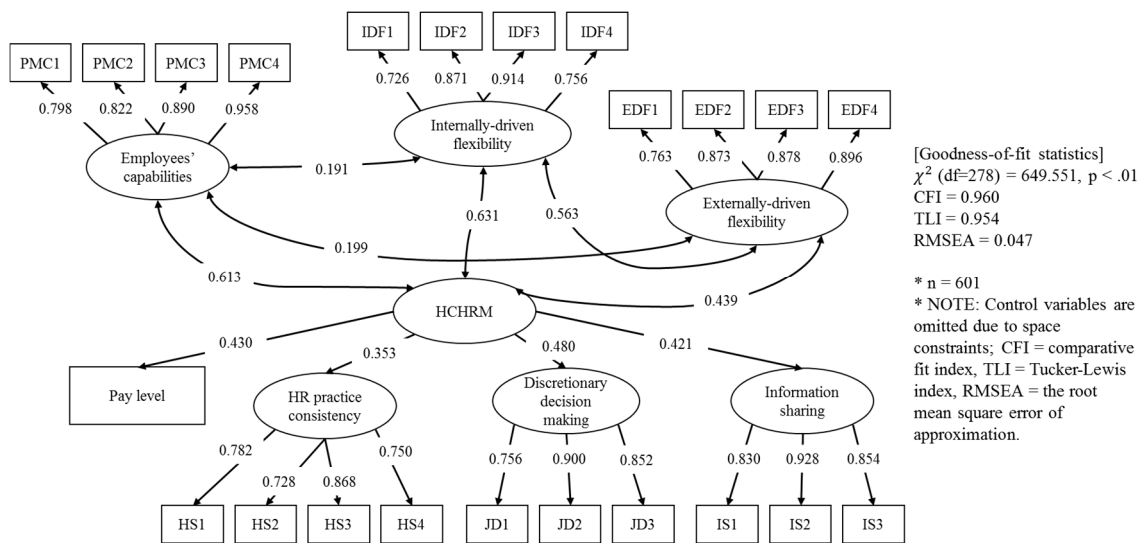 IDF1 IDF2 IDF3 IDF4
PMC1 PMC2 PMC3 PMC4
0.726 0.871 0.914 0.756
0.798 0.822 0.890 0.958
EDF1 EDF2 EDF3 EDF4
Internally-driven
flexibility
0.763 0.873 0.878 0.896
Employees’
capabilities
0.191
Externally-driven
flexibility
0.631 0.563
0.199
0.613
0.439
HCHRM
0.430 0.353 0.480 0.421
Pay level
HR practice
consistency
Discretionary
decision
making
Information
sharing
0.782 0.728 0.868 0.750
0.756 0.900 0.852
0.830 0.928 0.854
HS1 HS2 HS3 HS4 JD1 JD2 JD3 IS1 IS2 IS3
[Goodness-of-fit statistics]
χ² (df=278) = 649.551, p < .01
CFI = 0.960
TLI = 0.954
RMSEA = 0.047
* n = 601
* NOTE: Control variables are
omitted due to space
constraints; CFI = comparative
fit index, TLI = Tucker-Lewis
index, RMSEA = the root
mean square error of
approximation.